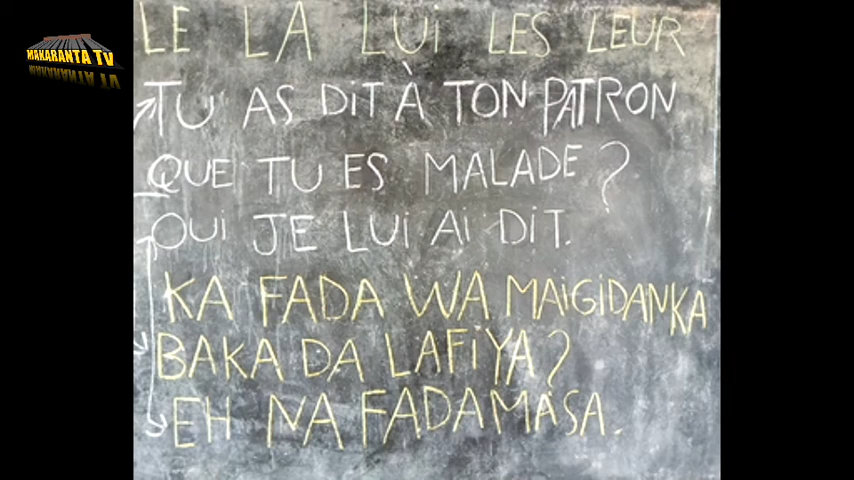 MAKARANTA TV
LE LA LUi LES LEUR
TU AS DiT À TON PATRON
QUE TU ES MALADE?
OUi JE LUi Ai DiT.
KA FADA WA MAiGiDANKA
BAKA DA LAFiYA?
EH NA FADAMASA.